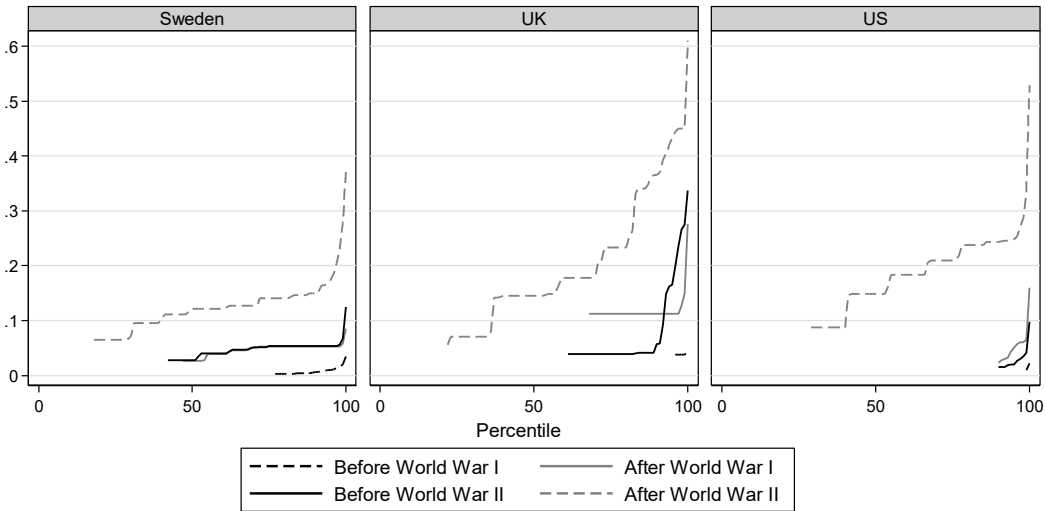 Sweden UK US
.6
.5
.4
.3
.2
.1
0
0 50 100 0 50 100 0 50 100
Percentile
Before World War I After World War I
Before World War II After World War II